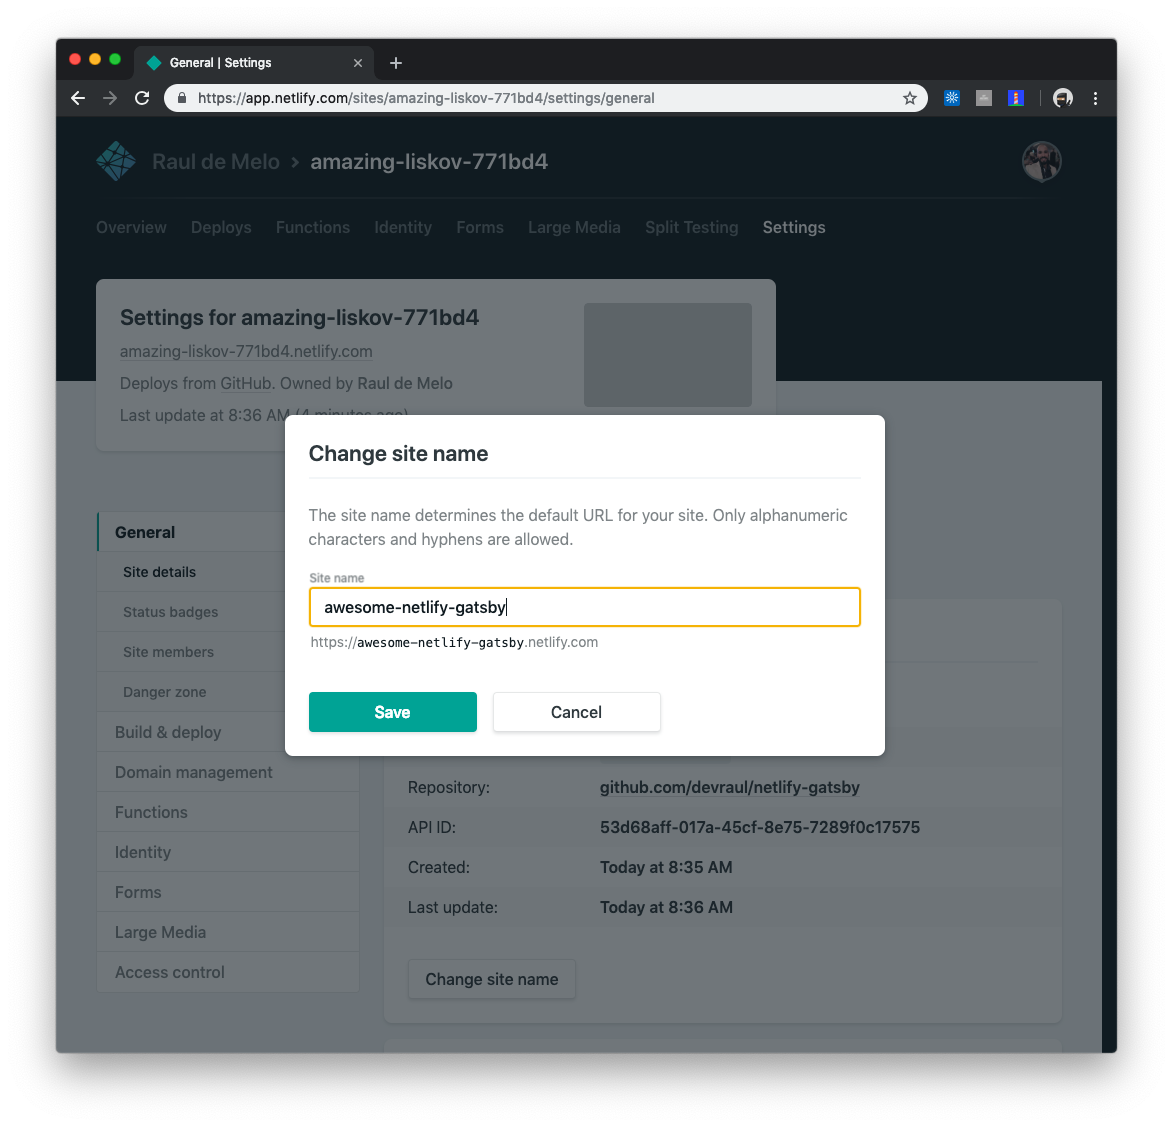 General | Settings
https://app.netlify.com/sites/amazing-liskov-771bd4/settings/general
Raul de Melo > amazing-liskov-771bd4
Overview Deploys Functions Identity Forms Large Media Split Testing Settings
Settings for amazing-liskov-771bd4
amazing-liskov-771bd4.netlify.com
Deploys from GitHub. Owned by Raul de Melo
Last update at 8:36 AM (4 minutes ago)
Change site name
The site name determines the default URL for your site. Only alphanumeric
characters and hyphens are allowed.
Site name
awesome-netlify-gatsby
https://awesome-netlify-gatsby.netlify.com
Save Cancel
General
Site details
Status badges
Site members
Danger zone
Build & deploy
Domain management
Functions
Identity
Forms
Large Media
Access control
Repository: github.com/devraul/netlify-gatsby
API ID: 53d68aff-017a-45cf-8e75-7289f0c17575
Created: Today at 8:35 AM
Last update: Today at 8:36 AM
Change site name